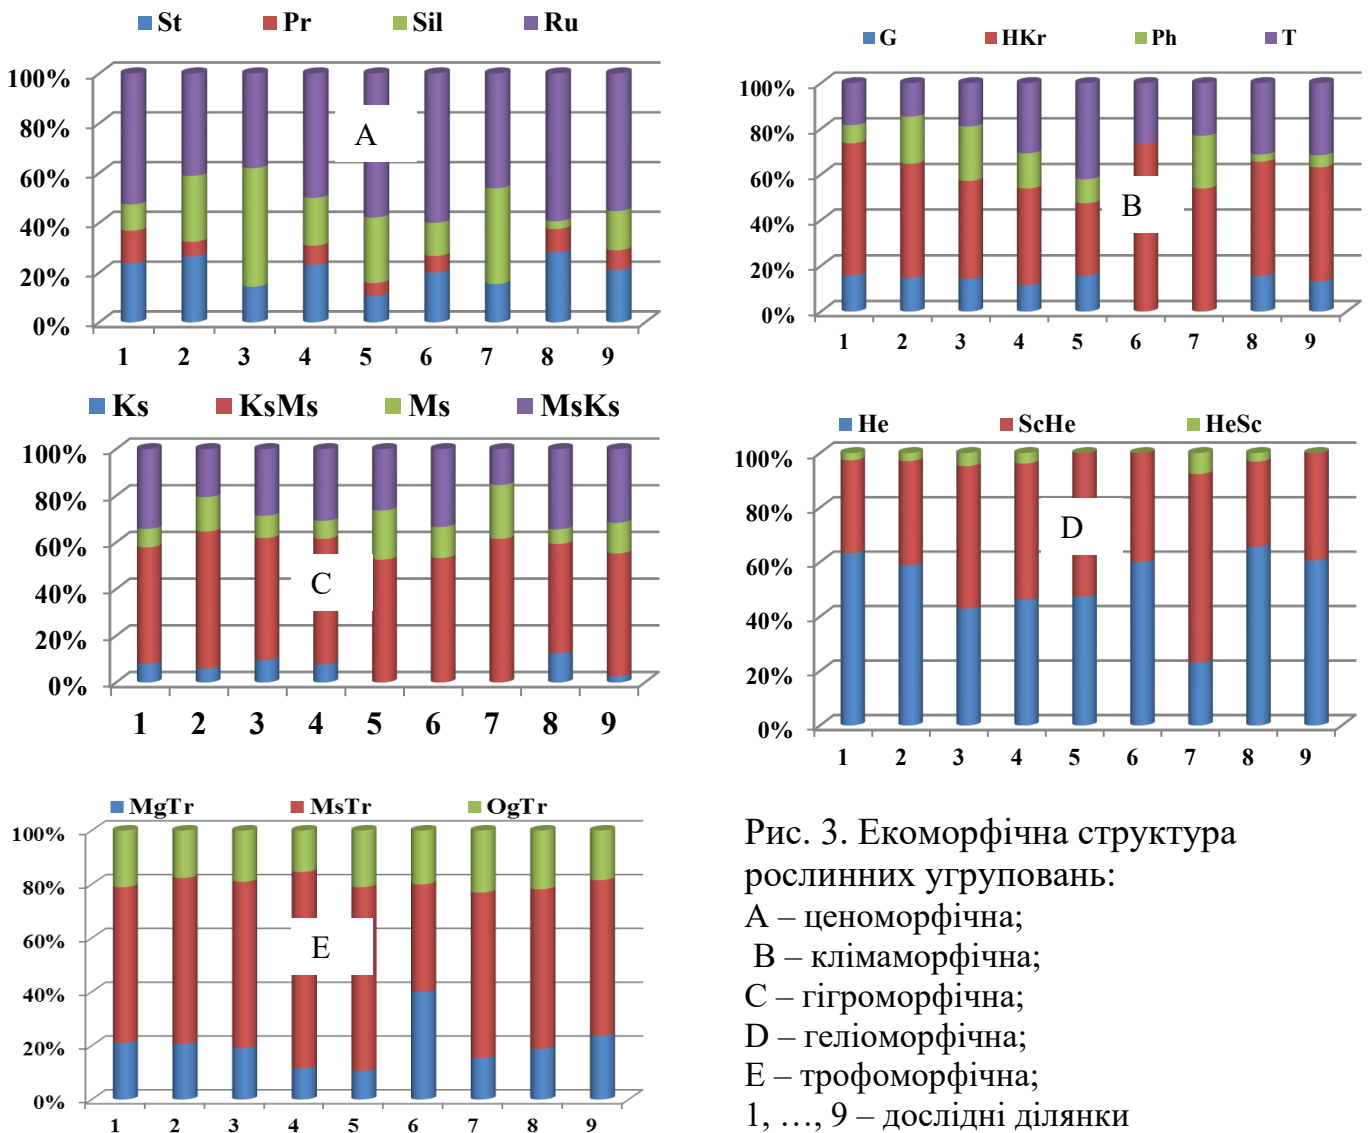 St Pr Sil Ru
100%
80%
60%
40%
20%
0%
A
1 2 3 4 5 6 7 8 9
G HKr Ph T
100%
80%
60%
40%
20%
0%
B
1 2 3 4 5 6 7 8 9
Ks KsMs Ms MsKs
100%
80%
60%
40%
20%
0%
C
1 2 3 4 5 6 7 8 9
He ScHe HeSc
100%
80%
60%
40%
20%
0%
D
1 2 3 4 5 6 7 8 9
MgTr MsTr OgTr
100%
80%
60%
40%
20%
0%
E
1 2 3 4 5 6 7 8 9
Рис. 3. Екоморфічна структура
рослинних угруповань:
А – ценоморфічна;
В – клімаморфічна;
С – гігроморфічна;
D – геліоморфічна;
Е – трофоморфічна;
1, …, 9 – дослідні ділянки